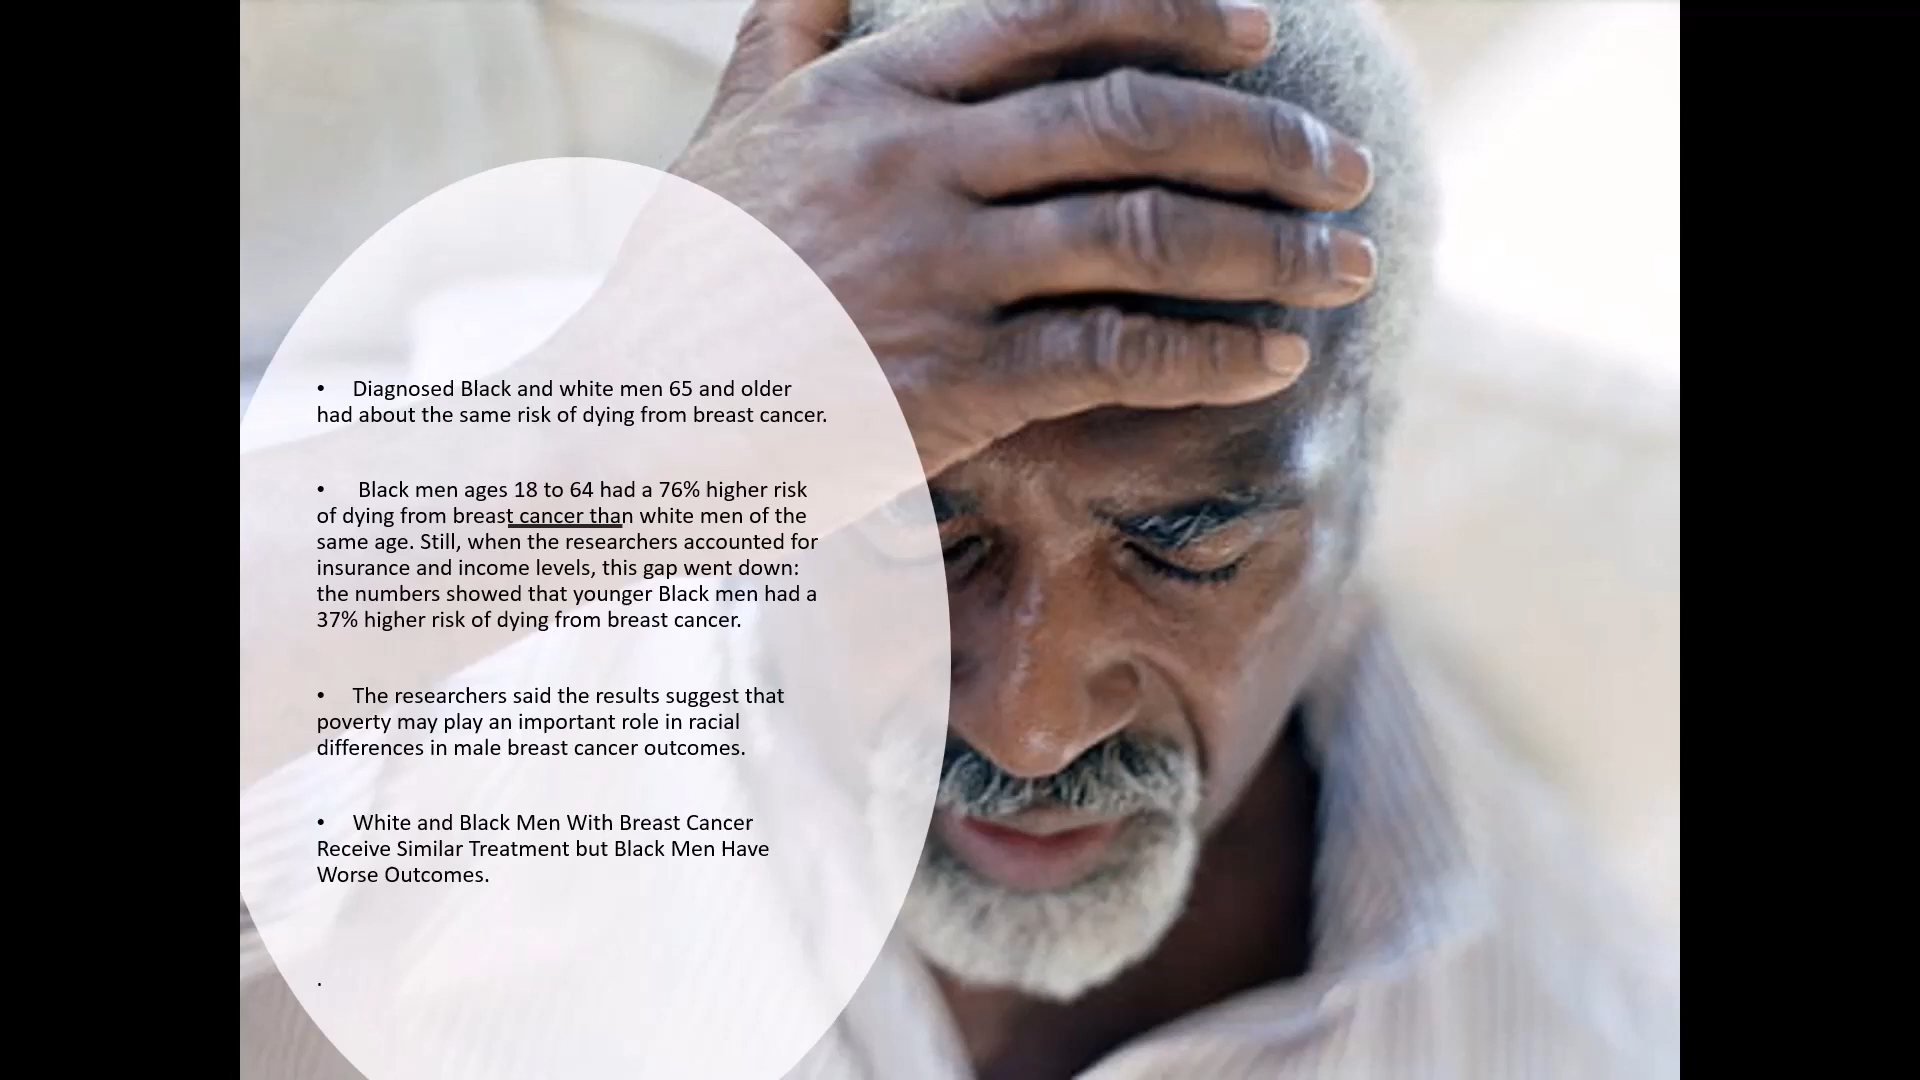 • Diagnosed Black and white men 65 and older
had about the same risk of dying from breast cancer.
• Black men ages 18 to 64 had a 76% higher risk
of dying from breast cancer than white men of the
same age. Still, when the researchers accounted for
insurance and income levels, this gap went down:
the numbers showed that younger Black men had a
37% higher risk of dying from breast cancer.
• The researchers said the results suggest that
poverty may play an important role in racial
differences in male breast cancer outcomes.
• White and Black Men With Breast Cancer
Receive Similar Treatment but Black Men Have
Worse Outcomes.
.